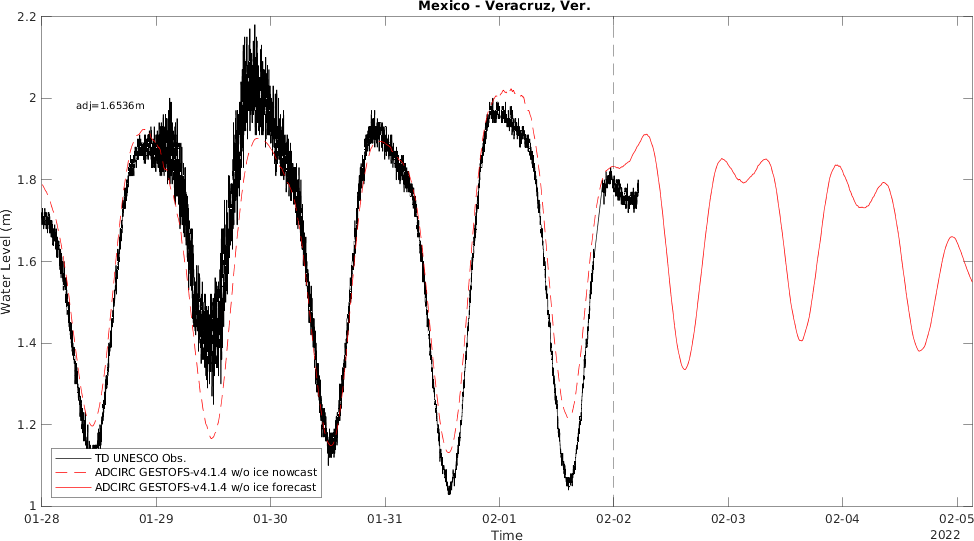 Mexico - Veracruz, Ver.
2.2
2
1.8
1.6
1.4
1.2
1
Water Level (m)
adj=1.6536m
TD UNESCO Obs.
ADCIRC GESTOFS-v4.1.4 w/o ice nowcast
ADCIRC GESTOFS-v4.1.4 w/o ice forecast
01-28 01-29 01-30 01-31 02-01 02-02 02-03 02-04 02-05
Time
2022